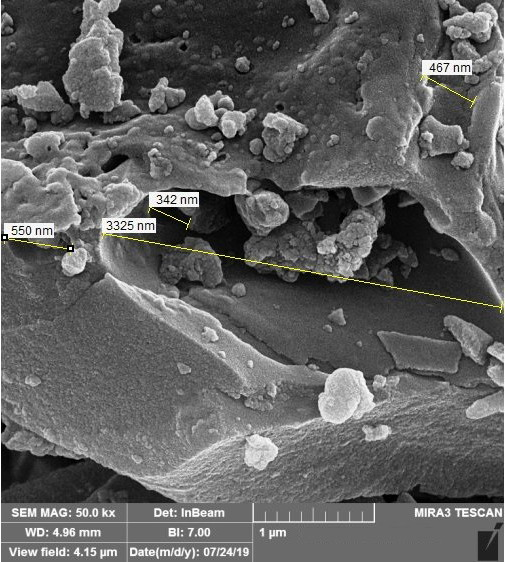 467 nm
342 nm
550 nm
3325 nm
SEM MAG: 50.0 kx
Det: InBeam
MIRA3 TESCAN
WD: 4.96 mm
BI: 7.00
1 µm
View field: 4.15 µm
Date(m/d/y): 07/24/19